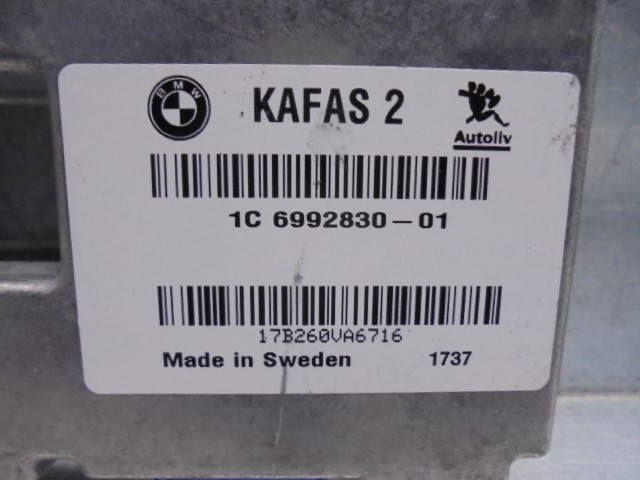 BMW
KAFAS 2
Autoliv
1C 6992830-01
17B260VA6716
Made in Sweden 1737